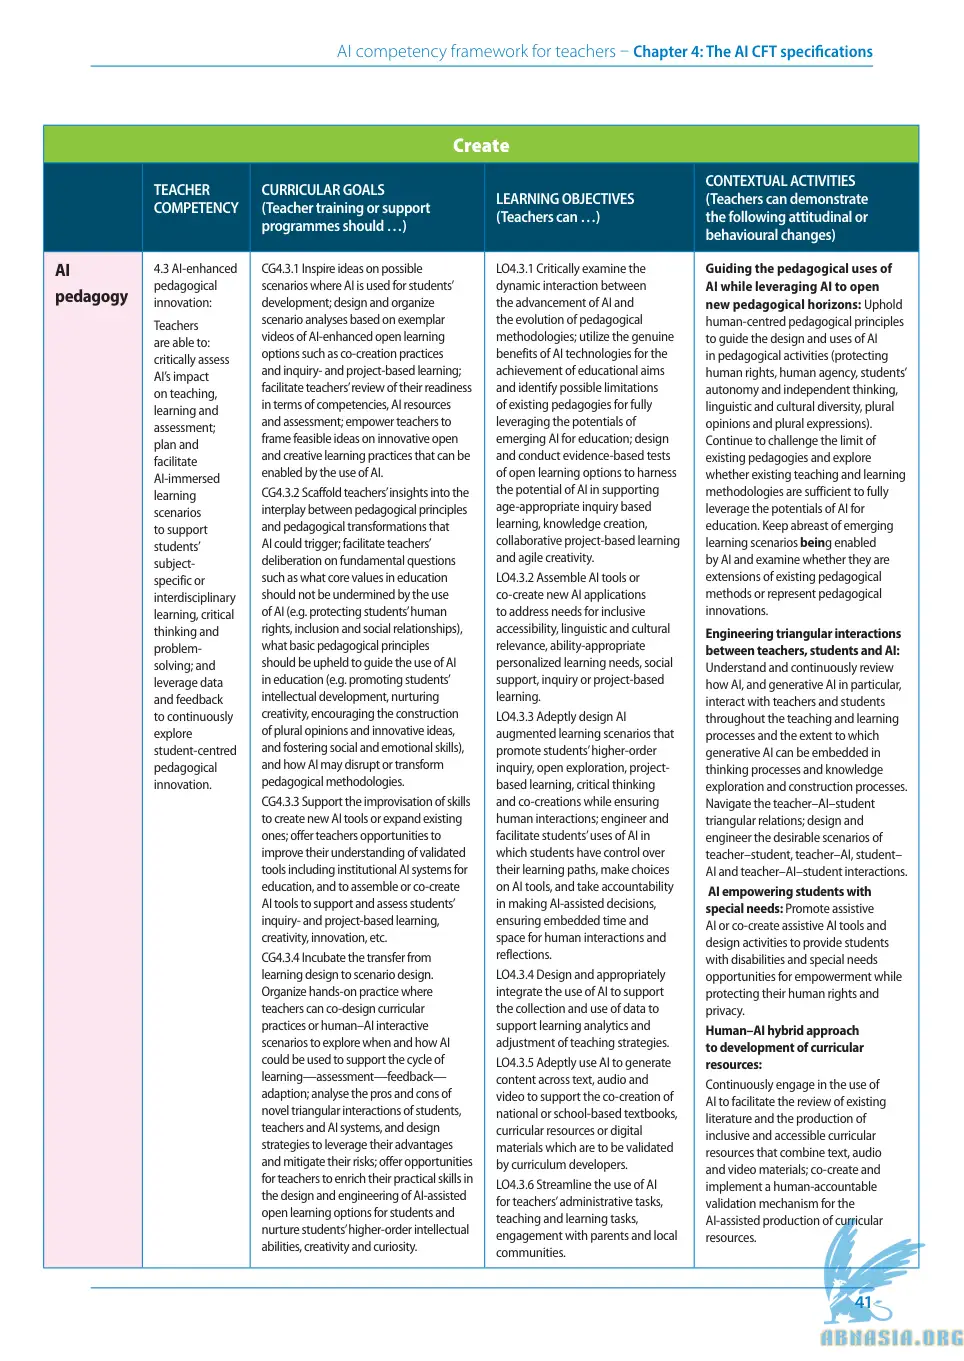 AI competency framework for teachers – Chapter 4: The AI CFT specifications
Create
TEACHER
COMPETENCY
CURRICULAR GOALS
(Teacher training or support
programmes should …)
LEARNING OBJECTIVES
(Teachers can …)
CONTEXTUAL ACTIVITIES
(Teachers can demonstrate
the following attitudinal or
behavioural changes)
AI
pedagogy
4.3 AI-enhanced
pedagogical
innovation:
Teachers
are able to:
critically assess
AI's impact
on teaching,
learning and
assessment;
plan and
facilitate
AI-immersed
learning
scenarios
to support
students'
subject-
specific or
interdisciplinary
learning, critical
thinking and
problem-
solving; and
leverage data
and feedback
to continuously
explore
student-centred
pedagogical
innovation.
CG4.3.1 Inspire ideas on possible
scenarios where AI is used for students'
development; design and organize
scenario analyses based on exemplar
videos of AI-enhanced open learning
options such as co-creation practices
and inquiry- and project-based learning;
facilitate teachers' review of their readiness
in terms of competencies, AI resources
and assessment; empower teachers to
frame feasible ideas on innovative open
and creative learning practices that can be
enabled by the use of AI.
CG4.3.2 Scaffold teachers' insights into the
interplay between pedagogical principles
and pedagogical transformations that
AI could trigger; facilitate teachers'
deliberation on fundamental questions
such as what core values in education
should not be undermined by the use
of AI (e.g. protecting students' human
rights, inclusion and social relationships),
what basic pedagogical principles
should be upheld to guide the use of AI
in education (e.g. promoting students'
intellectual development, nurturing
creativity, encouraging the construction
of plural opinions and innovative ideas,
and fostering social and emotional skills),
and how AI may disrupt or transform
pedagogical methodologies.
CG4.3.3 Support the improvisation of skills
to create new AI tools or expand existing
ones; offer teachers opportunities to
improve their understanding of validated
tools including institutional AI systems for
education, and to assemble or co-create
AI tools to support and assess students'
inquiry- and project-based learning,
creativity, innovation, etc.
CG4.3.4 Incubate the transfer from
learning design to scenario design.
Organize hands-on practice where
teachers can co-design curricular
practices or human–AI interactive
scenarios to explore when and how AI
could be used to support the cycle of
learning—assessment—feedback—
adaption; analyse the pros and cons of
novel triangular interactions of students,
teachers and AI systems, and design
strategies to leverage their advantages
and mitigate their risks; offer opportunities
for teachers to enrich their practical skills in
the design and engineering of AI-assisted
open learning options for students and
nurture students' higher-order intellectual
abilities, creativity and curiosity.
LO4.3.1 Critically examine the
dynamic interaction between
the advancement of AI and
the evolution of pedagogical
methodologies; utilize the genuine
benefits of AI technologies for the
achievement of educational aims
and identify possible limitations
of existing pedagogies for fully
leveraging the potentials of
emerging AI for education; design
and conduct evidence-based tests
of open learning options to harness
the potential of AI in supporting
age-appropriate inquiry based
learning, knowledge creation,
collaborative project-based learning
and agile creativity.
LO4.3.2 Assemble AI tools or
co-create new AI applications
to address needs for inclusive
accessibility, linguistic and cultural
relevance, ability-appropriate
personalized learning needs, social
support, inquiry or project-based
learning.
LO4.3.3 Adeptly design AI
augmented learning scenarios that
promote students' higher-order
inquiry, open exploration, project-
based learning, critical thinking
and co-creations while ensuring
human interactions; engineer and
facilitate students' uses of AI in
which students have control over
their learning paths, make choices
on AI tools, and take accountability
in making AI-assisted decisions,
ensuring embedded time and
space for human interactions and
reflections.
LO4.3.4 Design and appropriately
integrate the use of AI to support
the collection and use of data to
support learning analytics and
adjustment of teaching strategies.
LO4.3.5 Adeptly use AI to generate
content across text, audio and
video to support the co-creation of
national or school-based textbooks,
curricular resources or digital
materials which are to be validated
by curriculum developers.
LO4.3.6 Streamline the use of AI
for teachers' administrative tasks,
teaching and learning tasks,
engagement with parents and local
communities.
Guiding the pedagogical uses of
AI while leveraging AI to open
new pedagogical horizons: Uphold
human-centred pedagogical principles
to guide the design and uses of AI
in pedagogical activities (protecting
human rights, human agency, students'
autonomy and independent thinking,
linguistic and cultural diversity, plural
opinions and plural expressions).
Continue to challenge the limit of
existing pedagogies and explore
whether existing teaching and learning
methodologies are sufficient to fully
leverage the potentials of AI for
education. Keep abreast of emerging
learning scenarios being enabled
by AI and examine whether they are
extensions of existing pedagogical
methods or represent pedagogical
innovations.
Engineering triangular interactions
between teachers, students and AI:
Understand and continuously review
how AI, and generative AI in particular,
interact with teachers and students
throughout the teaching and learning
processes and the extent to which
generative AI can be embedded in
thinking processes and knowledge
exploration and construction processes.
Navigate the teacher–AI–student
triangular relations; design and
engineer the desirable scenarios of
teacher–student, teacher–AI, student–
AI and teacher–AI–student interactions.
AI empowering students with
special needs: Promote assistive
AI or co-create assistive AI tools and
design activities to provide students
with disabilities and special needs
opportunities for empowerment while
protecting their human rights and
privacy.
Human–AI hybrid approach
to development of curricular
resources:
Continuously engage in the use of
AI to facilitate the review of existing
literature and the production of
inclusive and accessible curricular
resources that combine text, audio
and video materials; co-create and
implement a human-accountable
validation mechanism for the
AI-assisted production of curricular
resources.
41
ABNASIA.ORG